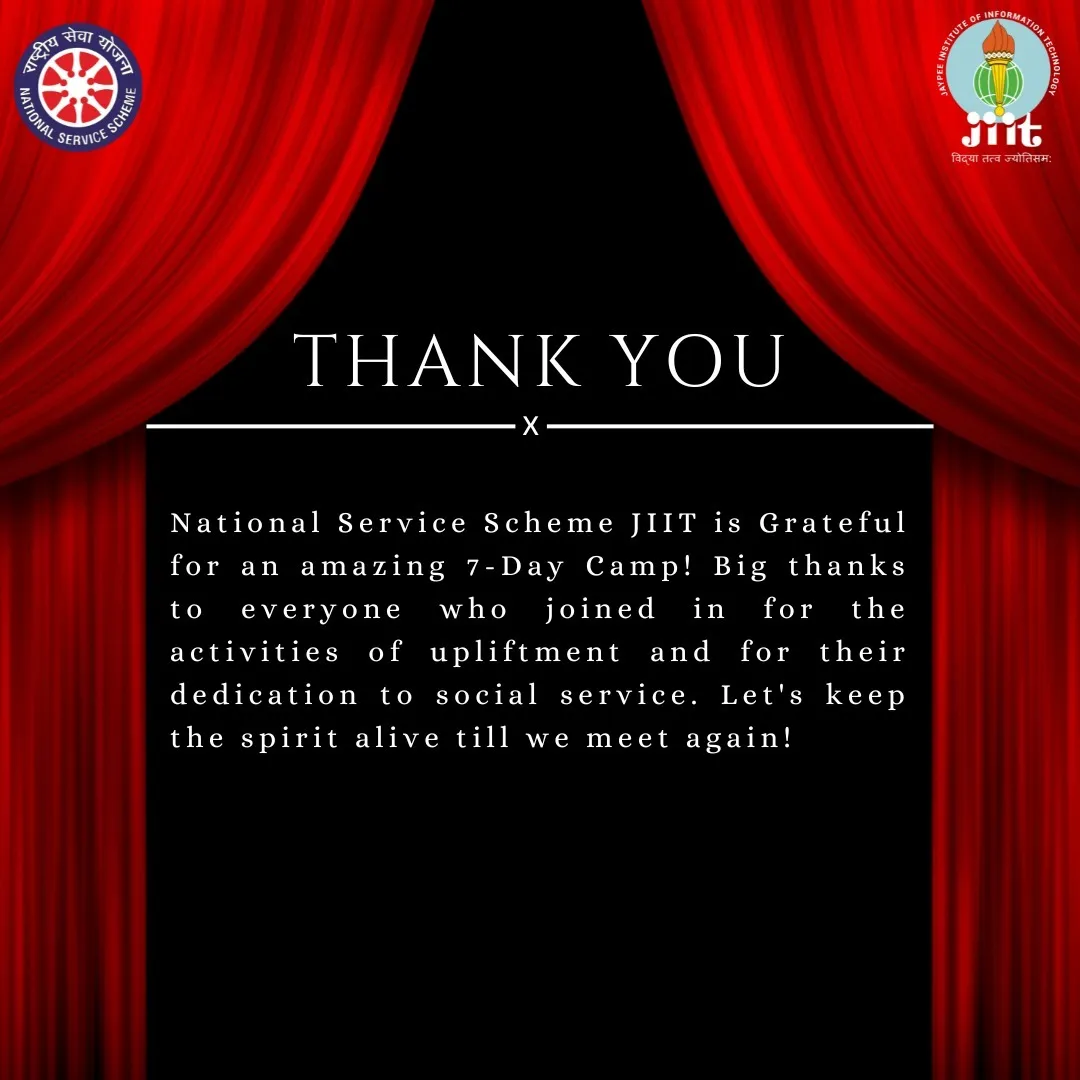 राष्ट्रीय सेवा योजना
NATIONAL SERVICE SCHEME
JAYPEE INSTITUTE OF INFORMATION TECHNOLOGY
jiit
विद्या तत्व ज्योतिसम:
THANK YOU
X
National Service Scheme JIIT is Grateful
for an amazing 7-Day Camp! Big thanks
to everyone who joined in for the
activities of upliftment and for their
dedication to social service. Let's keep
the spirit alive till we meet again!